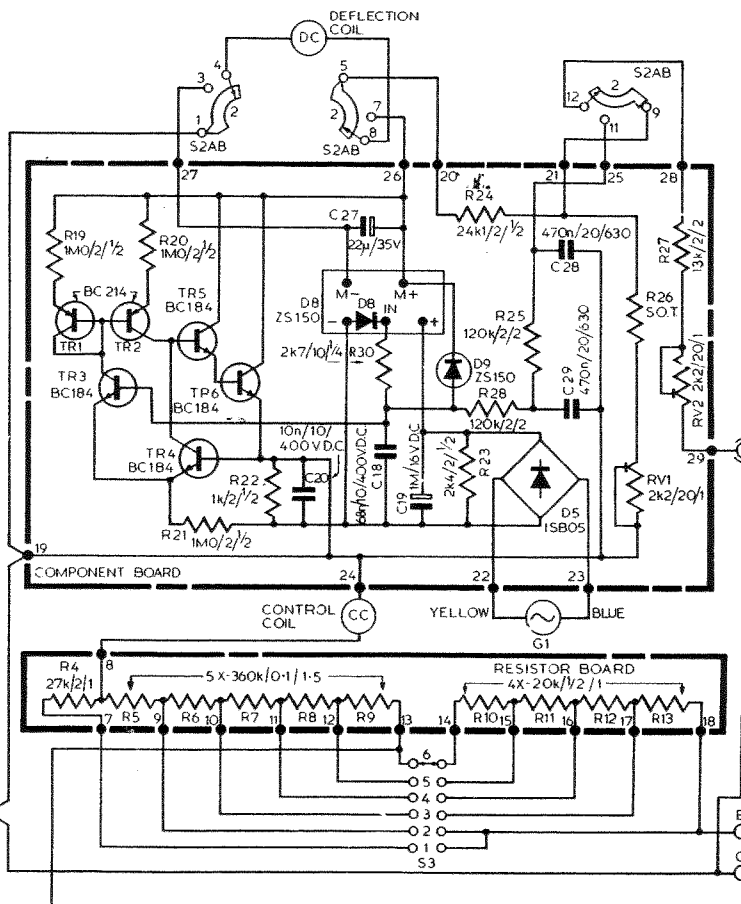 DEFLECTION
COIL
DC
4
3
1
2
S2AB
5
7
2
8
S2AB
S2AB
2
12
9
11
27
26
20
21
25
28
R24
24k1/2/½
R19
1M0/2/½
R20
1M0/2/½
C27
22μ/35V
470n/20/630
C28
R27
13k/2/2
BC214
TR5
BC184
D8
ZS150
M-
M+
D8
IN
-
+
R26
S.O.T.
TR1
TR2
2k7/10/¼
R30
R25
120k/2/2
TR3
BC184
TR6
BC184
D9
ZS150
R28
120k/2/2
C29
470n/20/630
RV2
2k2/20/1
TR4
BC184
10n/10/
400V D.C
C20
R22
1k/2/½
C18
68n/10/400V.D.C.
C19
1M/16V.D.C
R23
2k4/2/½
29
D5
ISB05
RV1
2k2/20/1
R21
1M0/2/½
19
COMPONENT BOARD
24
22
23
CONTROL
COIL
CC
YELLOW
BLUE
G1
8
R4
27k/2/1
5X-360k/0·1/1·5
RESISTOR BOARD
4X-20k/½/1
7
R5
9
R6
10
R7
11
R8
12
R9
13
14
R10
15
R11
16
R12
17
R13
18
6
5
4
3
2
1
S3